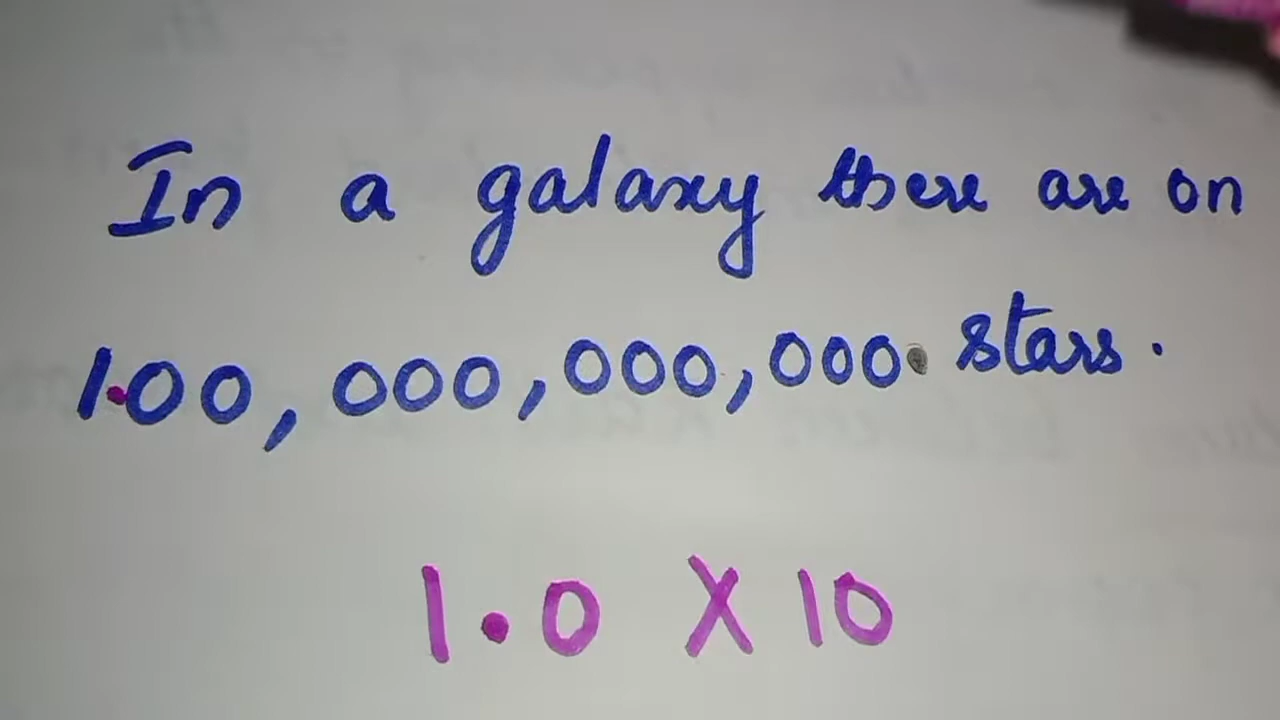 In a galaxy there are on
1.00,000,000,000. stars.
1.0 X 10